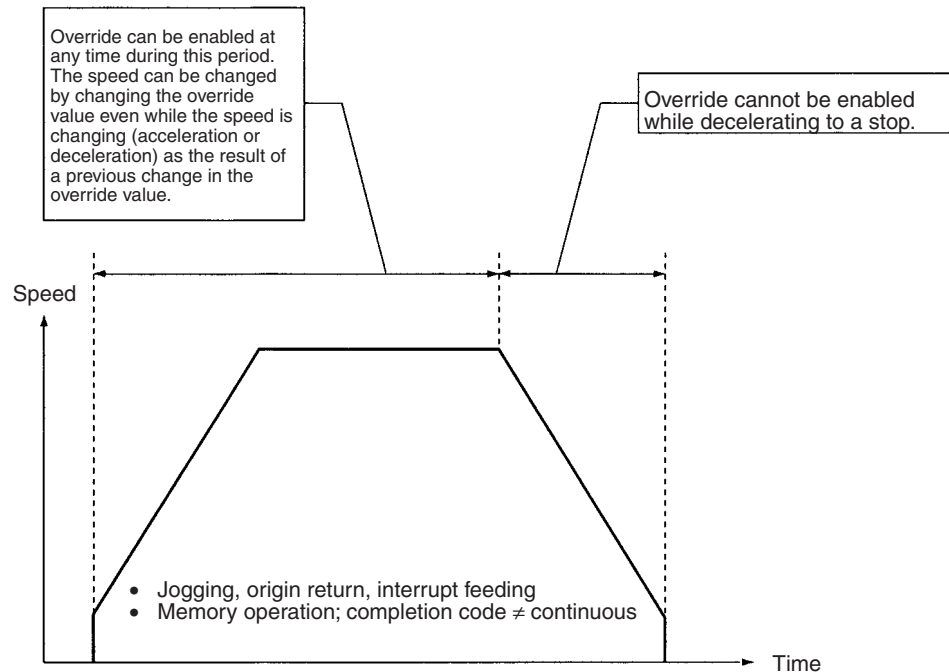 Override can be enabled at
any time during this period.
The speed can be changed
by changing the override
value even while the speed is
changing (acceleration or
deceleration) as the result of
a previous change in the
override value.
Override cannot be enabled
while decelerating to a stop.
Speed
• Jogging, origin return, interrupt feeding
• Memory operation; completion code ≠ continuous
Time